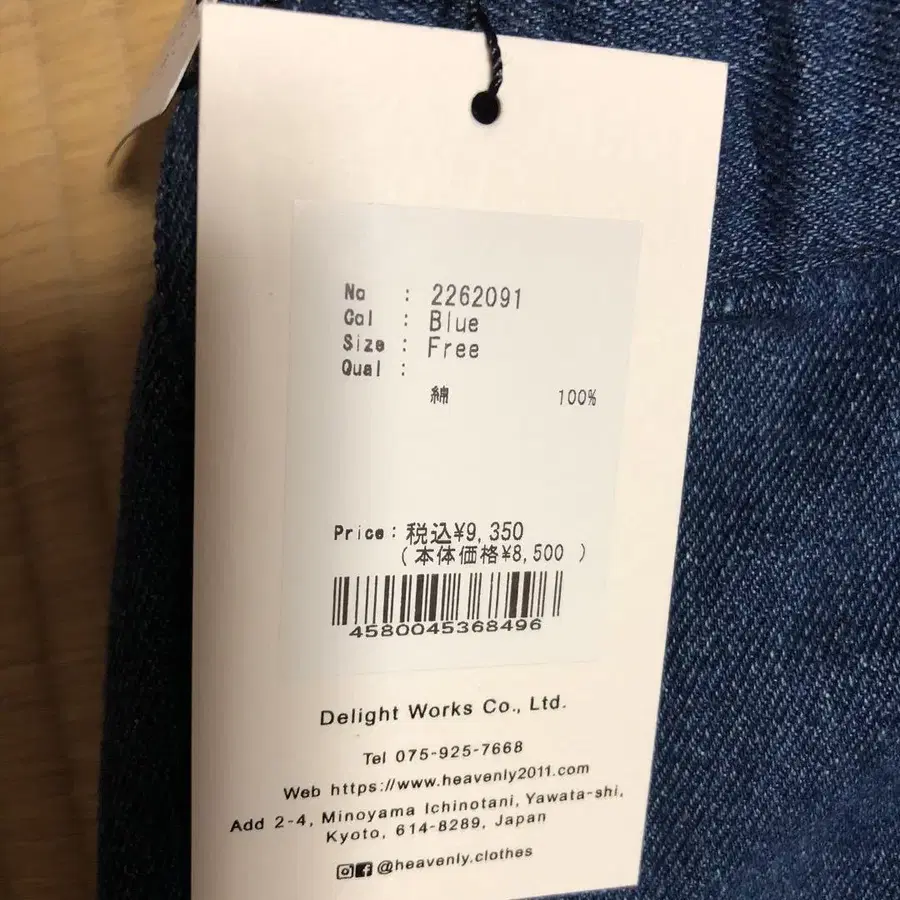 No : 2262091
Col : Blue
Size : Free
Qual :
綿 100%
Price : 税込¥9,350
(本体価格¥8,500 )
4580045368496
Delight Works Co., Ltd.
Tel 075-925-7668
Web https://www.heavenly2011.com
Add 2-4, Minoyama Ichinotani, Yawata-shi,
Kyoto, 614-8289, Japan
@heavenly.clothes